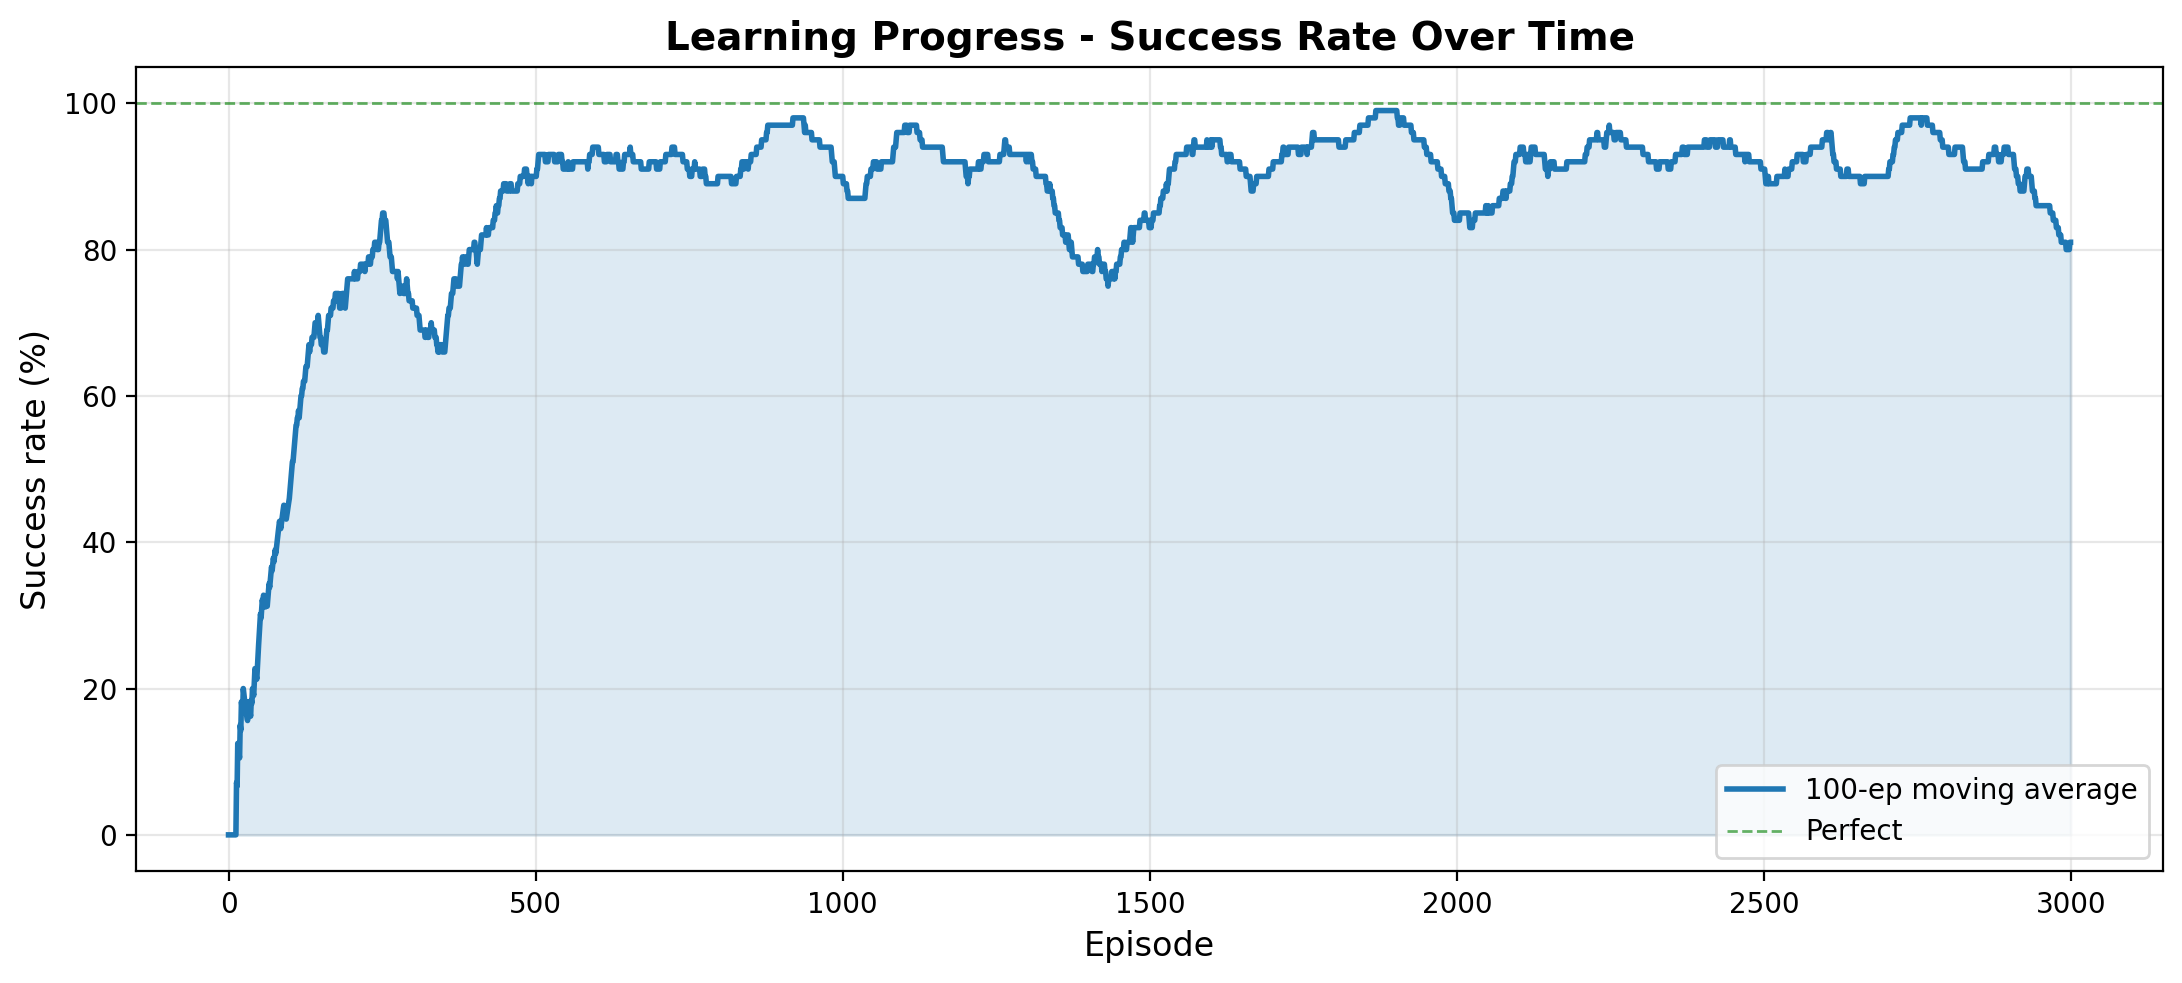 Learning Progress - Success Rate Over Time
Success rate (%)
100
80
60
40
20
0
0 500 1000 1500 2000 2500 3000
Episode
100-ep moving average
Perfect